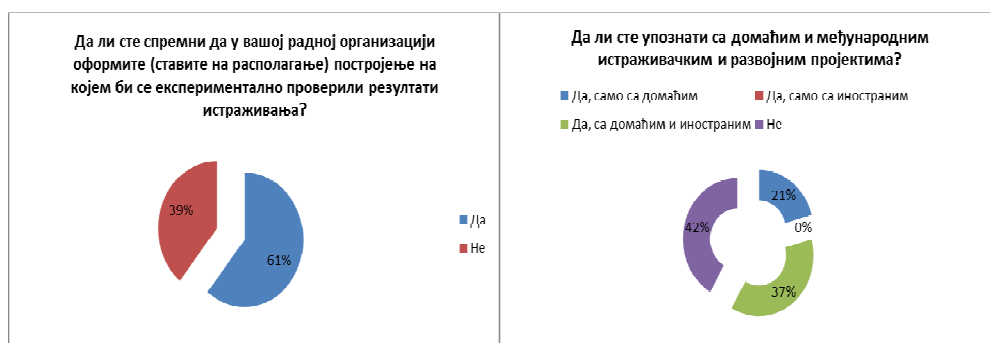 Да ли сте спремни да у вашој радној организацији
оформите (ставите на располагање) постројење на
којем би се експериментално проверили резултати
истраживања?
39%
61%
Да
Не
Да ли сте упознати са домаћим и међународним
истраживачким и развојним пројектима?
Да, само са домаћим
Да, само са иностраним
Да, са домаћим и иностраним
Не
21%
0%
42%
37%